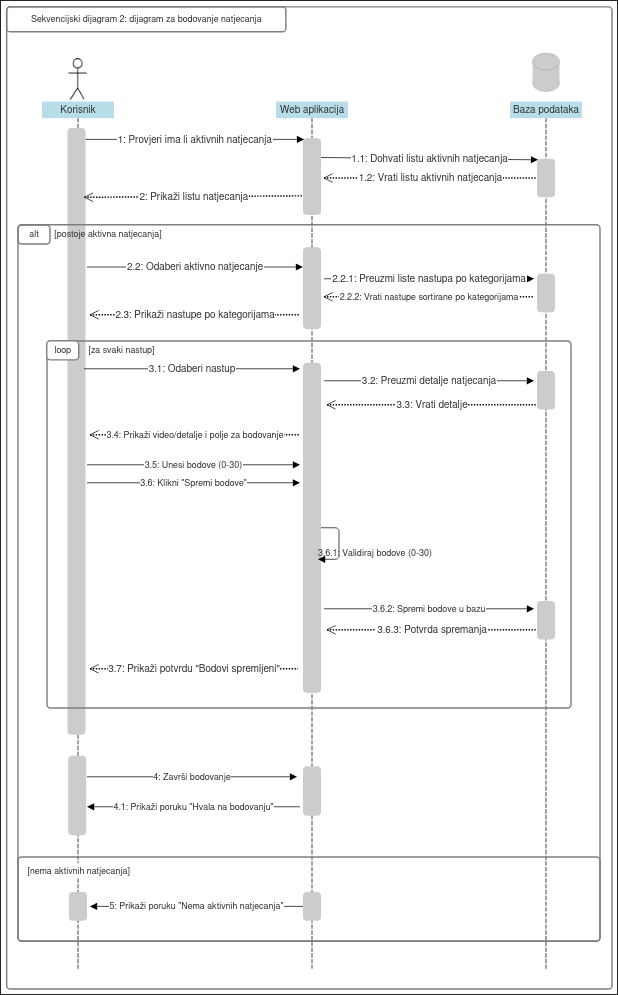 Sekvencijski dijagram 2: dijagram za bodovanje natjecanja
Korisnik
Web aplikacija
Baza podataka
1: Provjeri ima li aktivnih natjecanja
1.1: Dohvati listu aktivnih natjecanja
1.2: Vrati listu aktivnih natjecanja
2: Prikaži listu natjecanja
alt
[postoje aktivna natjecanja]
2.2: Odaberi aktivno natjecanje
2.2.1: Preuzmi liste nastupa po kategorijama
2.2.2: Vrati nastupe sortirane po kategorijama
2.3: Prikaži nastupe po kategorijama
loop
[za svaki nastup]
3.1: Odaberi nastup
3.2: Preuzmi detalje natjecanja
3.3: Vrati detalje
3.4: Prikaži video/detalje i polje za bodovanje
3.5: Unesi bodove (0-30)
3.6: Klikni "Spremi bodove"
3.6.1: Validiraj bodove (0-30)
3.6.2: Spremi bodove u bazu
3.6.3: Potvrda spremanja
3.7: Prikaži potvrdu "Bodovi spremljeni"
4: Završi bodovanje
4.1: Prikaži poruku "Hvala na bodovanju"
[nema aktivnih natjecanja]
5: Prikaži poruku "Nema aktivnih natjecanja"